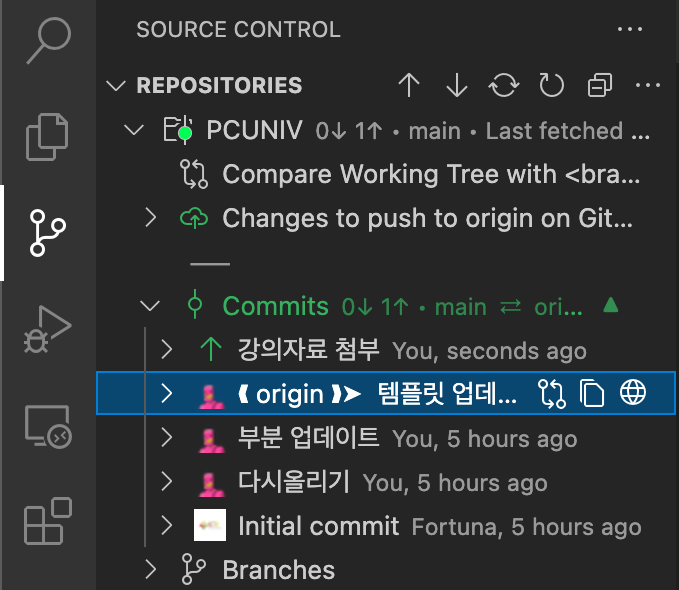 SOURCE CONTROL
REPOSITORIES
PCUNIV 0↓ 1↑ • main • Last fetched ...
Compare Working Tree with <bra...
Changes to push to origin on Git...
Commits 0↓ 1↑ • main ⇄ ori... ▲
강의자료 첨부 You, seconds ago
⟪ origin ⟫➤ 템플릿 업데...
부분 업데이트 You, 5 hours ago
다시올리기 You, 5 hours ago
Initial commit Fortuna, 5 hours ago
Branches